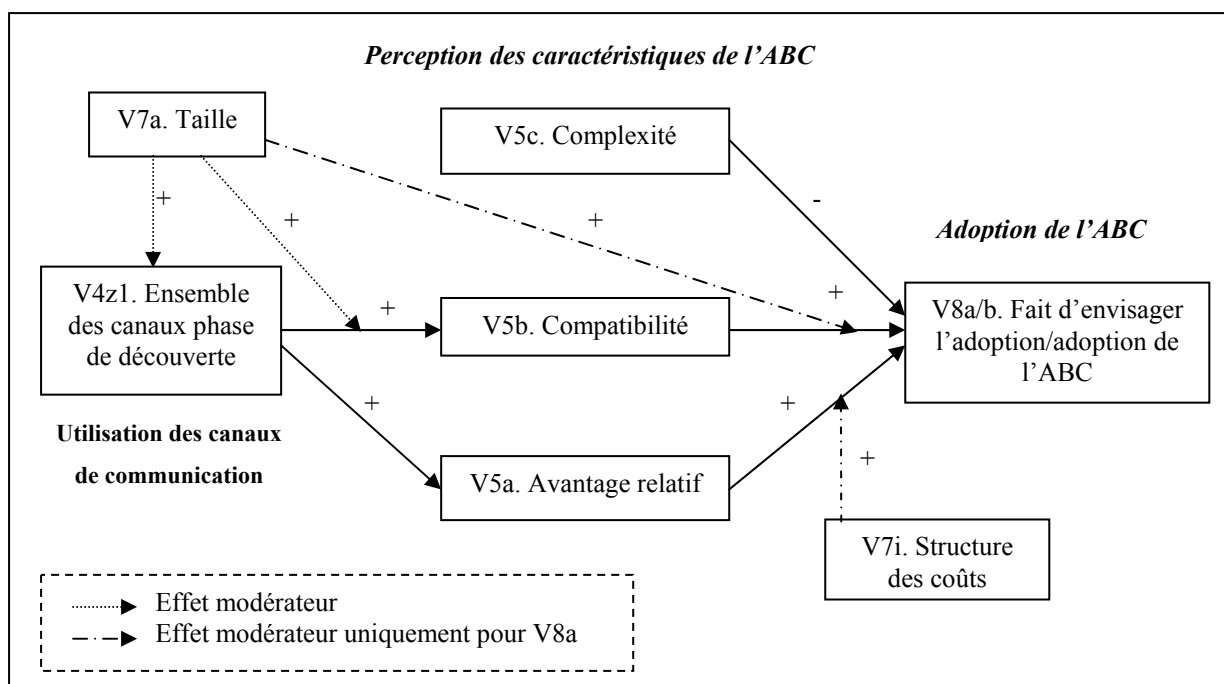 Perception des caractéristiques de l'ABC
V7a. Taille
V5c. Complexité
+
+
+
-
Adoption de l'ABC
V4z1. Ensemble
des canaux phase
de découverte
+
V5b. Compatibilité
+
V8a/b. Fait d'envisager
l'adoption/adoption de
l'ABC
+
+
Utilisation des canaux
de communication
V5a. Avantage relatif
+
V7i. Structure
des coûts
Effet modérateur
Effet modérateur uniquement pour V8a